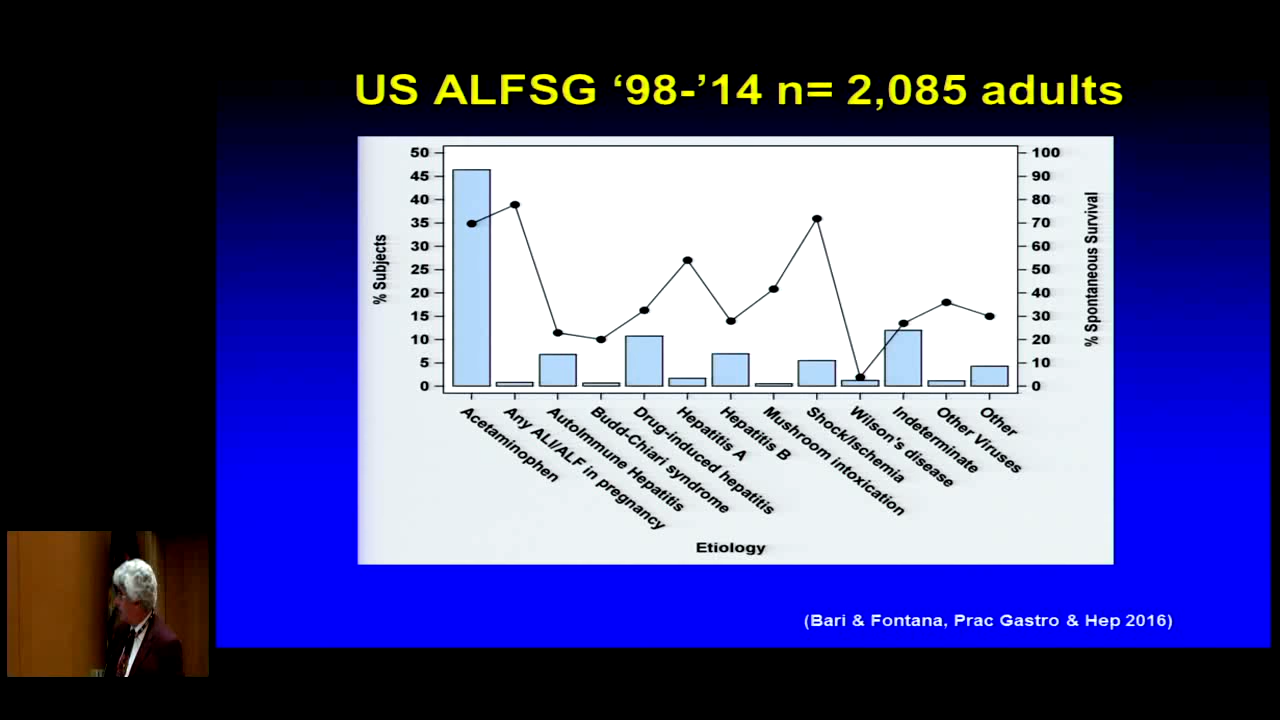 US ALFSG ‘98-’14 n= 2,085 adults
50
45
40
35
30
25
20
15
10
5
0
% Subjects
100
90
80
70
60
50
40
30
20
10
0
% Spontaneous Survival
Acetaminophen
Any ALI/ALF in pregnancy
Autoimmune Hepatitis
Budd-Chiari syndrome
Drug-induced hepatitis
Hepatitis A
Hepatitis B
Mushroom intoxication
Shock/Ischemia
Wilson's disease
Indeterminate
Other Viruses
Other
Etiology
(Bari & Fontana, Prac Gastro & Hep 2016)